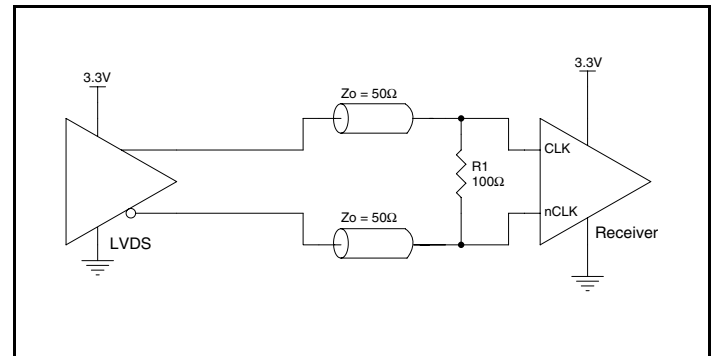 3.3V
3.3V
Zo = 50Ω
CLK
R1
100Ω
Zo = 50Ω
nCLK
LVDS
Receiver